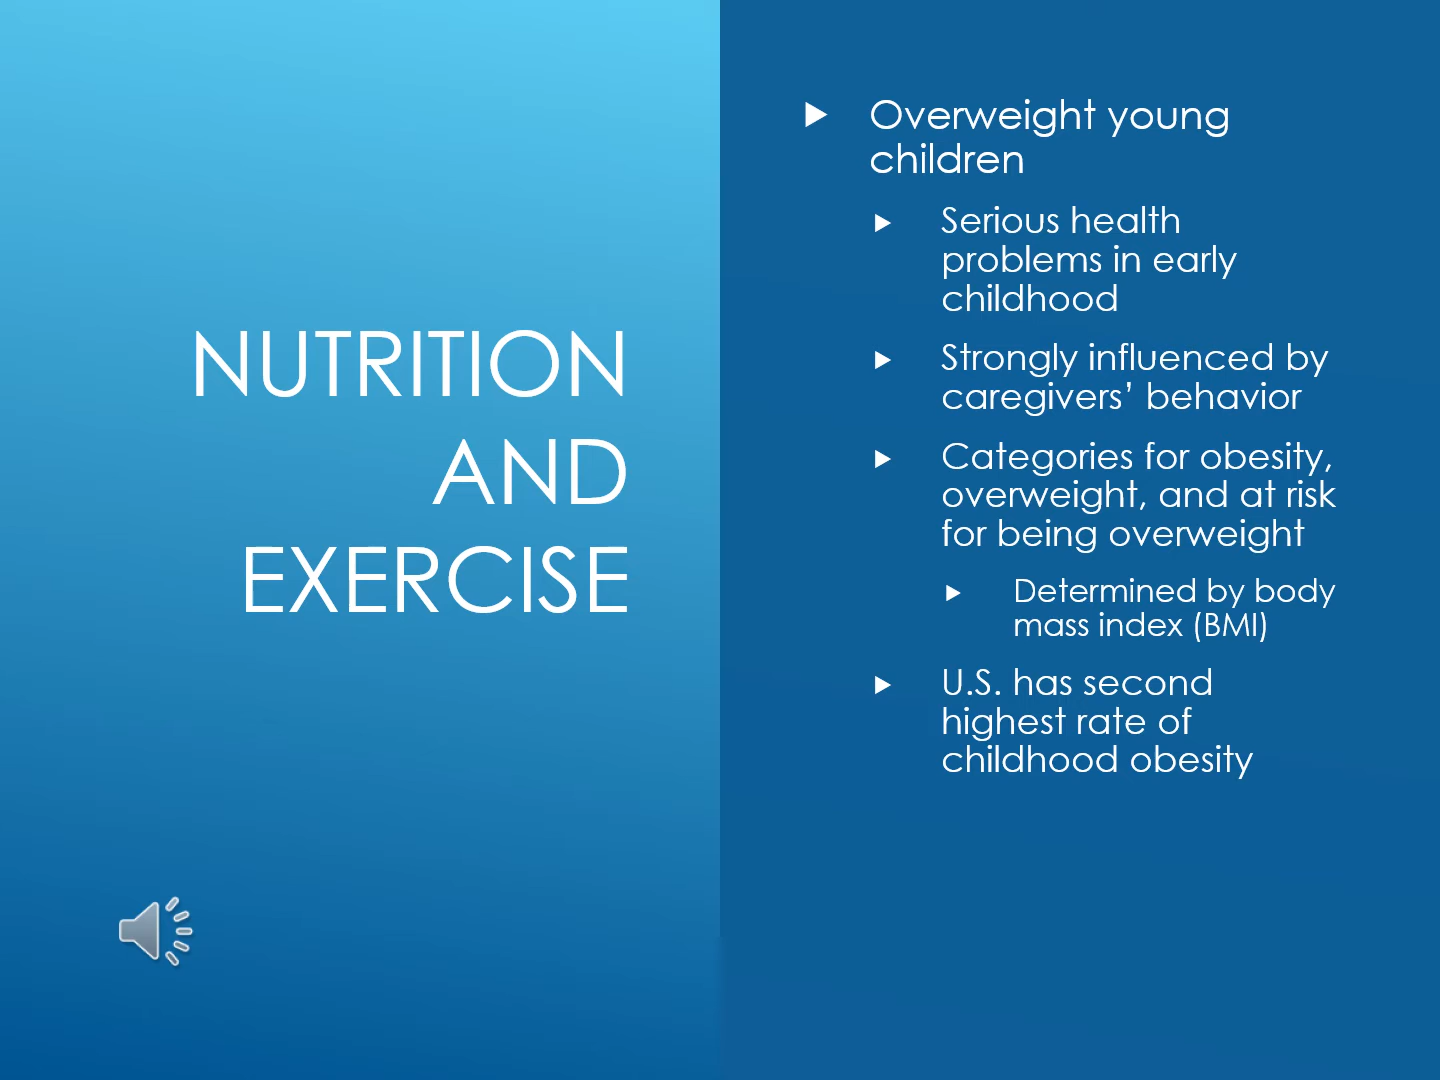 NUTRITION
AND
EXERCISE
Overweight young
children
Serious health
problems in early
childhood
Strongly influenced by
caregivers’ behavior
Categories for obesity,
overweight, and at risk
for being overweight
Determined by body
mass index (BMI)
U.S. has second
highest rate of
childhood obesity